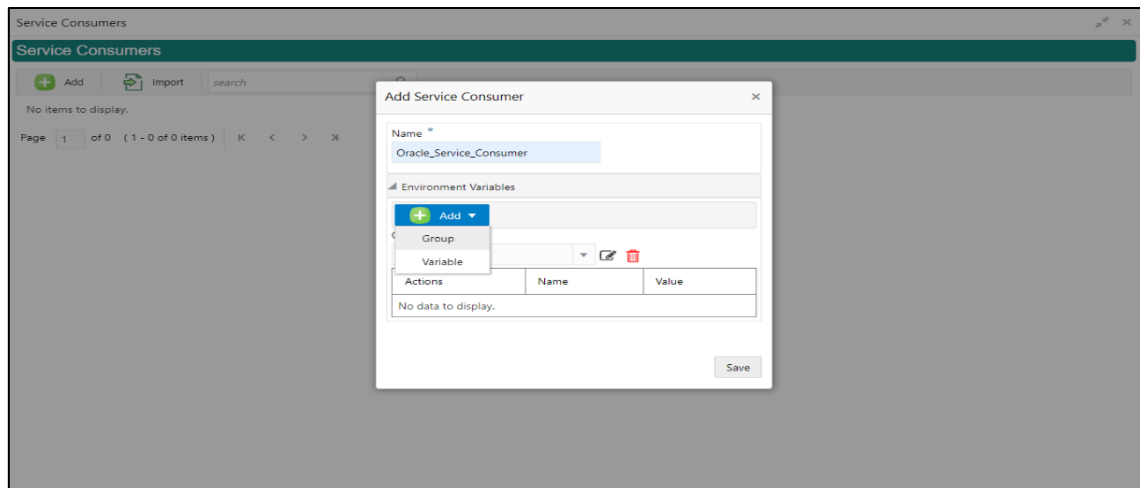 Service Consumers
Service Consumers
Add Import search
No items to display.
Page 1 of 0 ( 1 - 0 of 0 items )
Add Service Consumer
Name *
Oracle_Service_Consumer
Environment Variables
Add
Group
Variable
Actions Name Value
No data to display.
Save